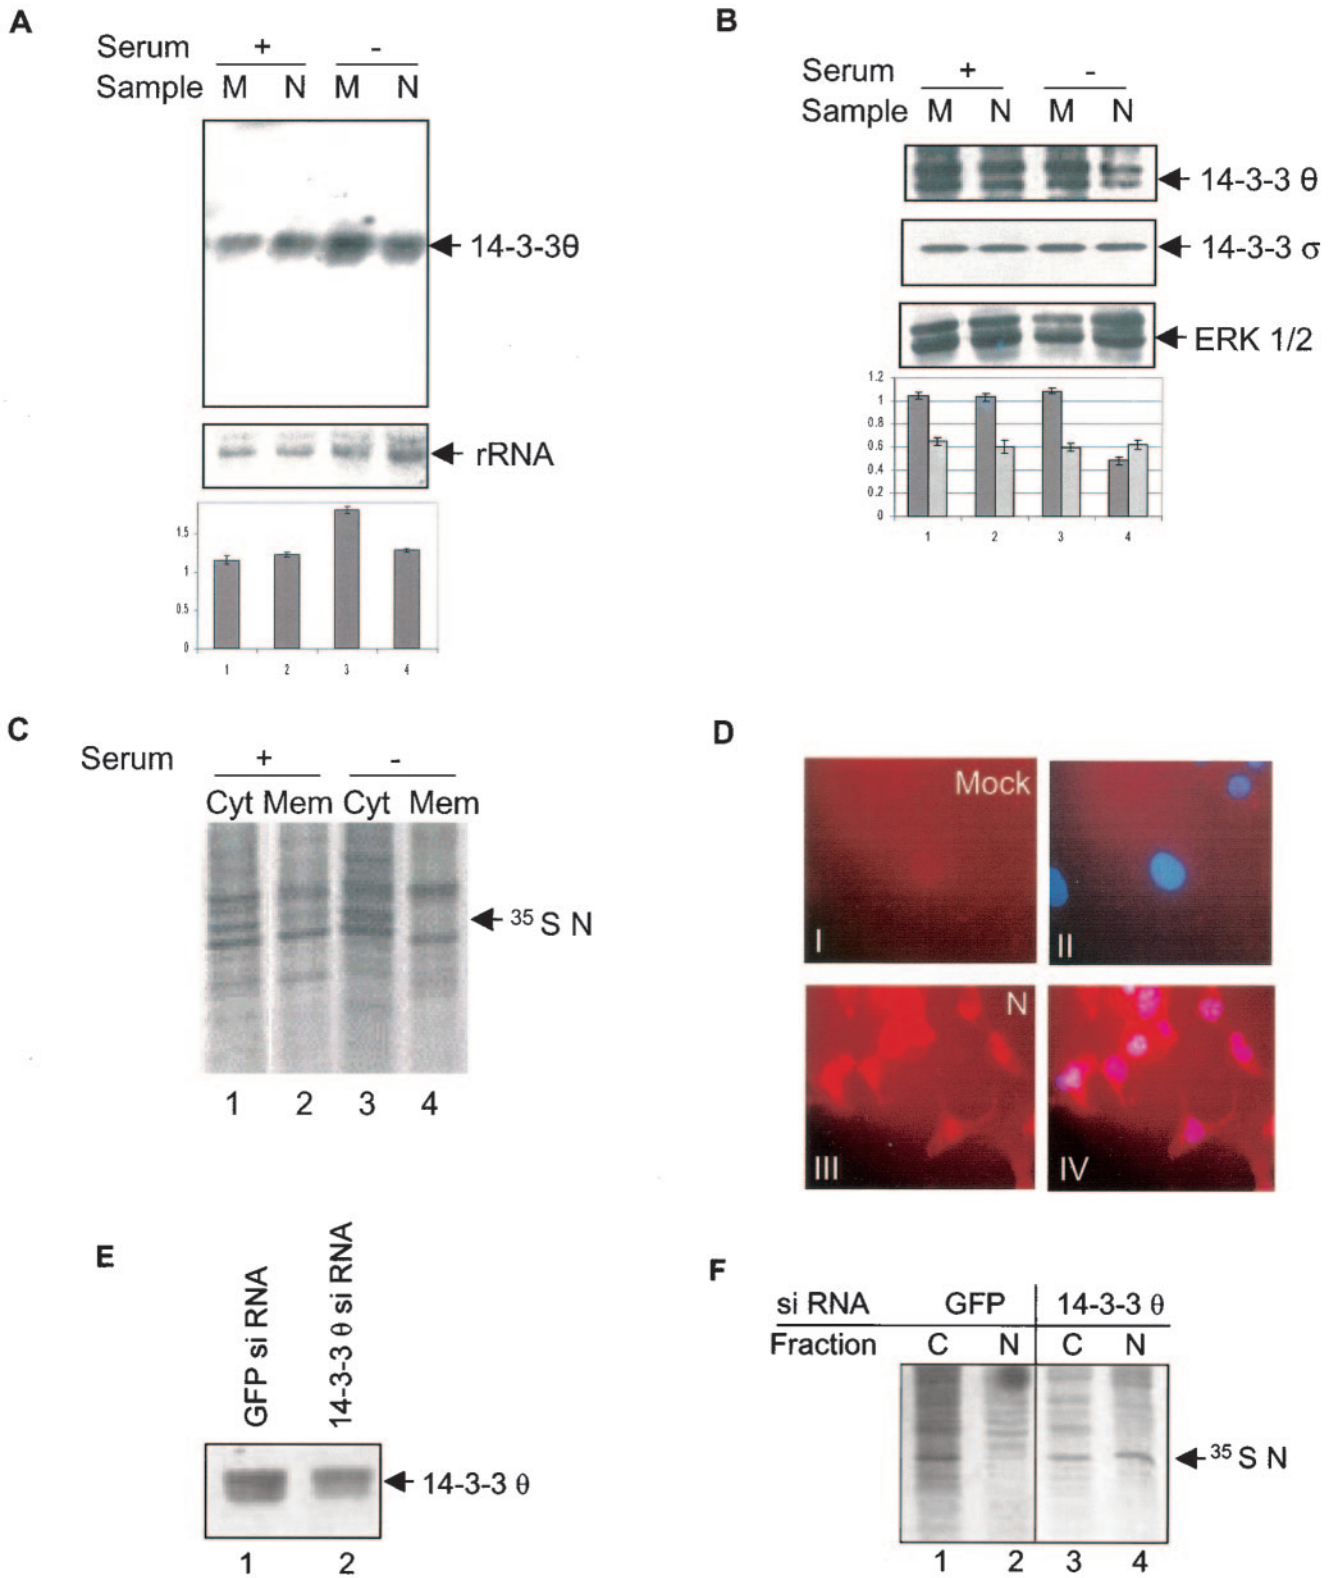 A
Serum + -
Sample M N M N
14-3-3θ
rRNA
1.5
1
0.5
0
1 2 3 4
B
Serum + -
Sample M N M N
14-3-3 θ
14-3-3 σ
ERK 1/2
1.2
1
0.8
0.6
0.4
0.2
0
1 2 3 4
C
Serum + -
Cyt Mem Cyt Mem
35 S N
1 2 3 4
D
Mock
I
II
N
III
IV
E
GFP si RNA
14-3-3 θ si RNA
14-3-3 θ
1 2
F
si RNA GFP 14-3-3 θ
Fraction C N C N
35 S N
1 2 3 4